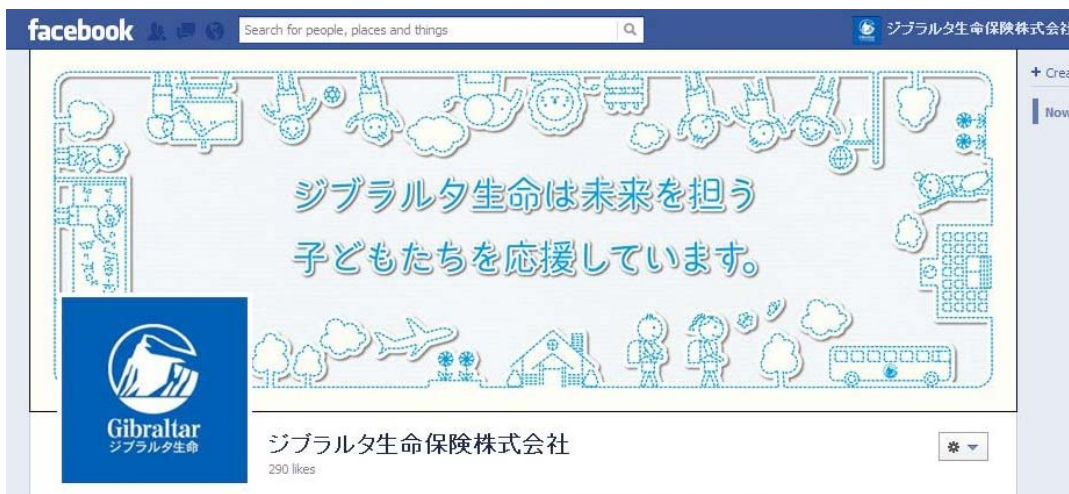 facebook
Search for people, places and things
ジブラルタ生命保険株式会社
+ Crea
Now
ジブラルタ生命は未来を担う
子どもたちを応援しています。
Gibraltar
ジブラルタ生命
ジブラルタ生命保険株式会社
290 likes